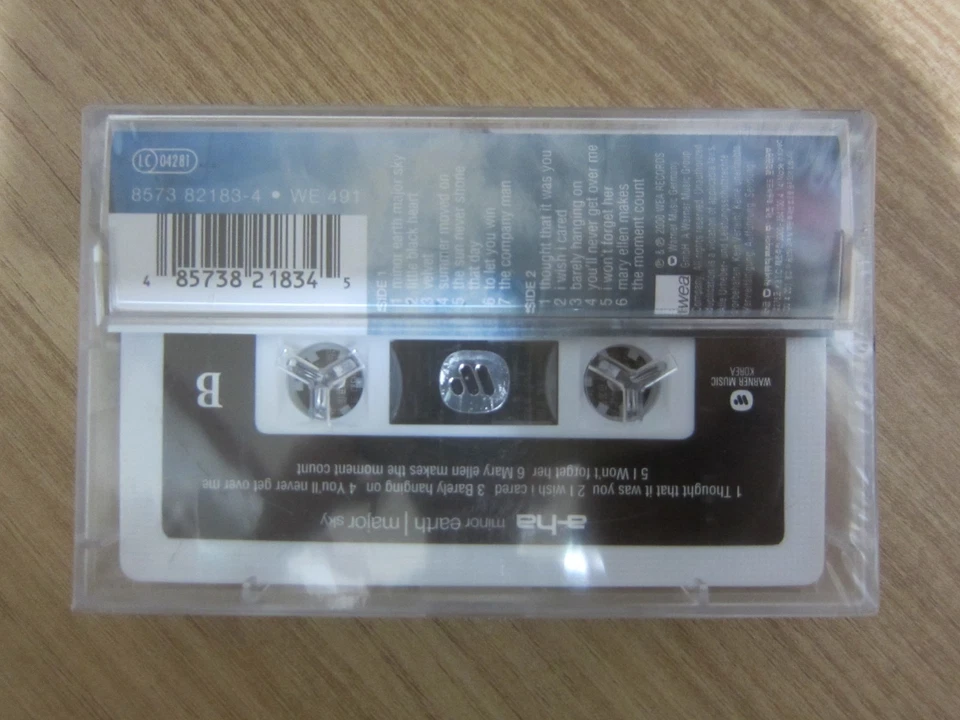 LC 04281
8573 82183-4 • WE 491
4 85738 21834 5
SIDE 1
1 minor earth major sky
2 little black heart
3 velvet
4 summer moved on
5 the sun never shone
that day
6 to let you win
7 the company man
SIDE 2
1 thought that it was you
2 i wish i cared
3 barely hanging on
4 you'll never get over me
5 i won't forget her
6 mary ellen makes
the moment count
wea
WEA RECORDS
B
WARNER MUSIC
KOREA
a-ha minor earth | major sky
1 Thought that it was you 2 I wish i cared 3 Barely hanging on 4 You'll never get over me
5 I Won't forget her 6 Mary ellen makes the moment count